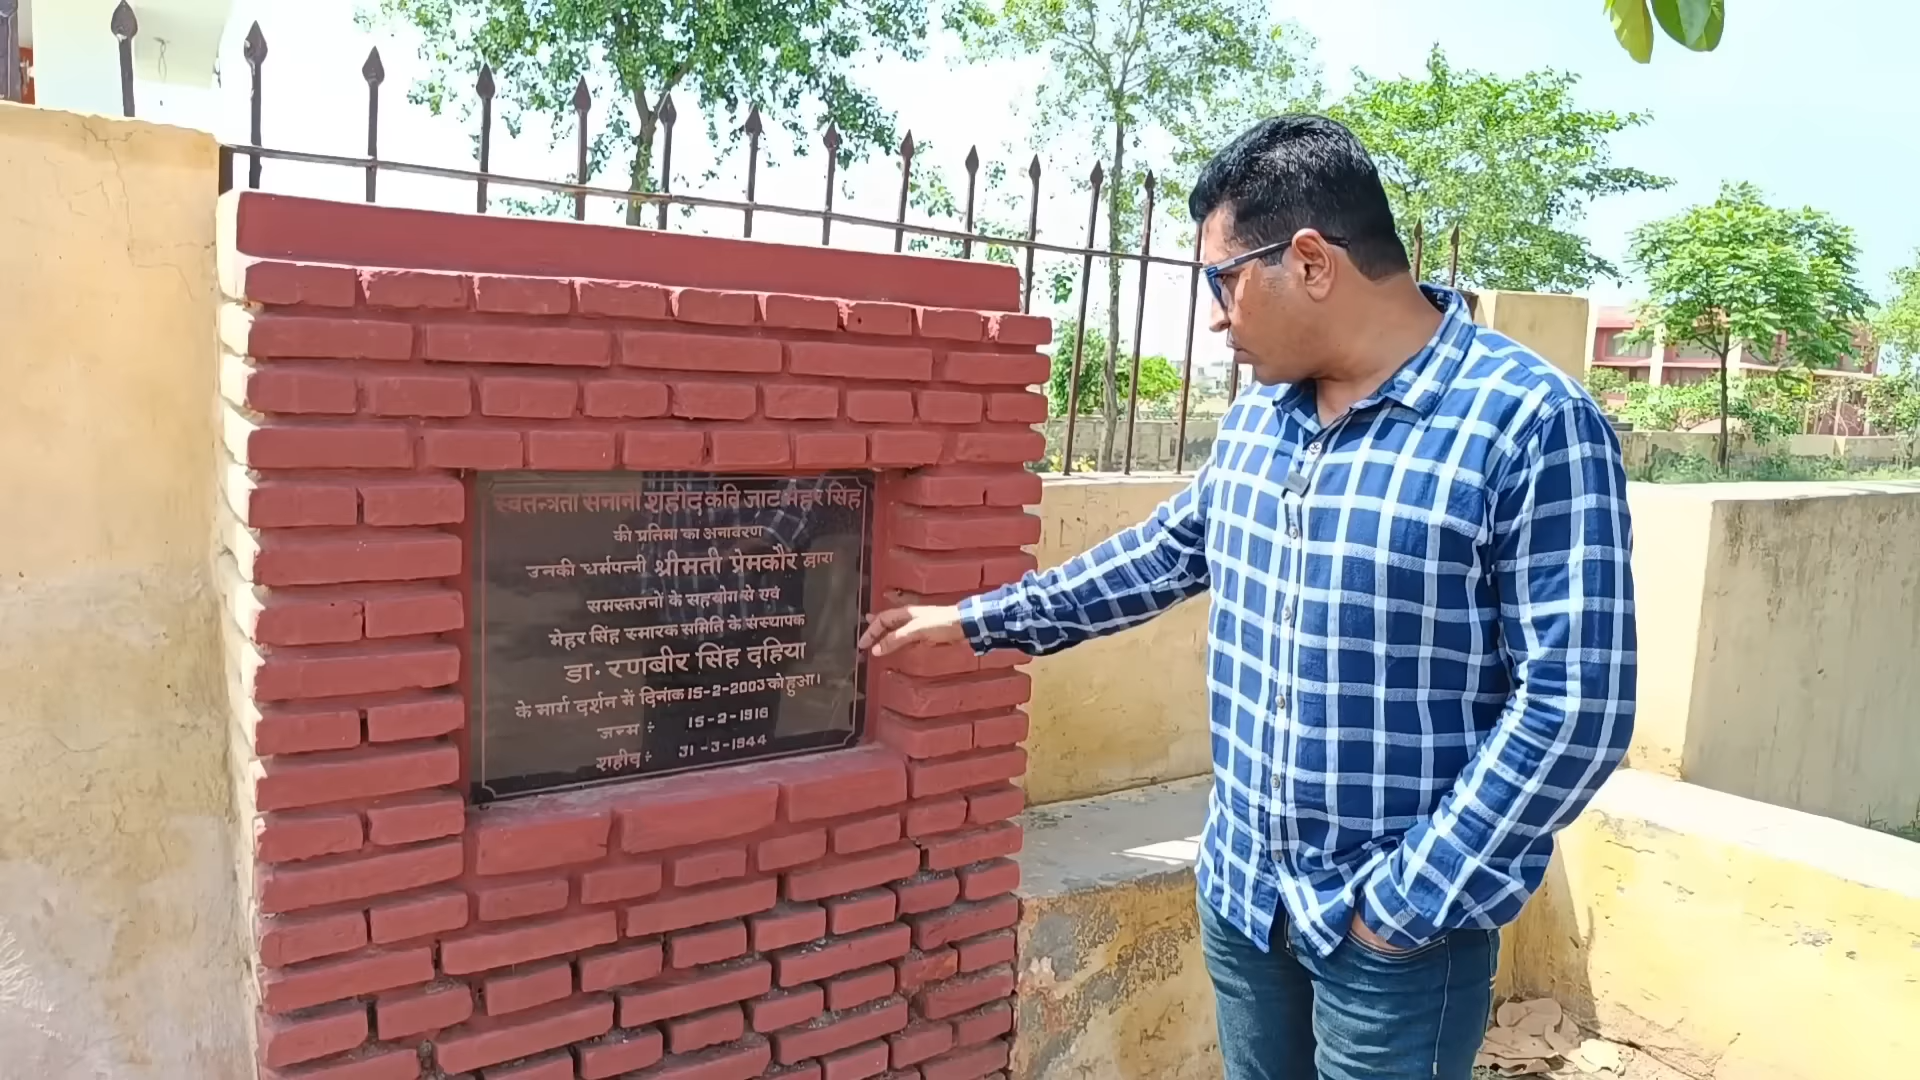 स्वतन्त्रता सेनानी शहीद कवि जाट मेहर सिंह
की प्रतिमा का अनावरण
उनकी धर्मपत्नी श्रीमती प्रेमकौर द्वारा
समस्तजनों के सहयोग से एवं
मेहर सिंह स्मारक समिति के संस्थापक
डा॰ रणबीर सिंह दहिया
के मार्ग दर्शन में दिनांक 15-2-2003 को हुआ।
जन्म : 15-2-1916
शहीद : 31-3-1944